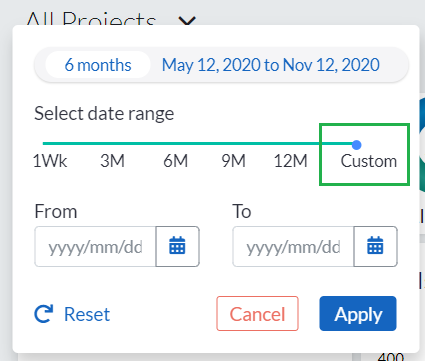 All Projects
6 months May 12, 2020 to Nov 12, 2020
Select date range
1Wk 3M 6M 9M 12M Custom
From To
yyyy/mm/dd yyyy/mm/dd
Reset Cancel Apply
400